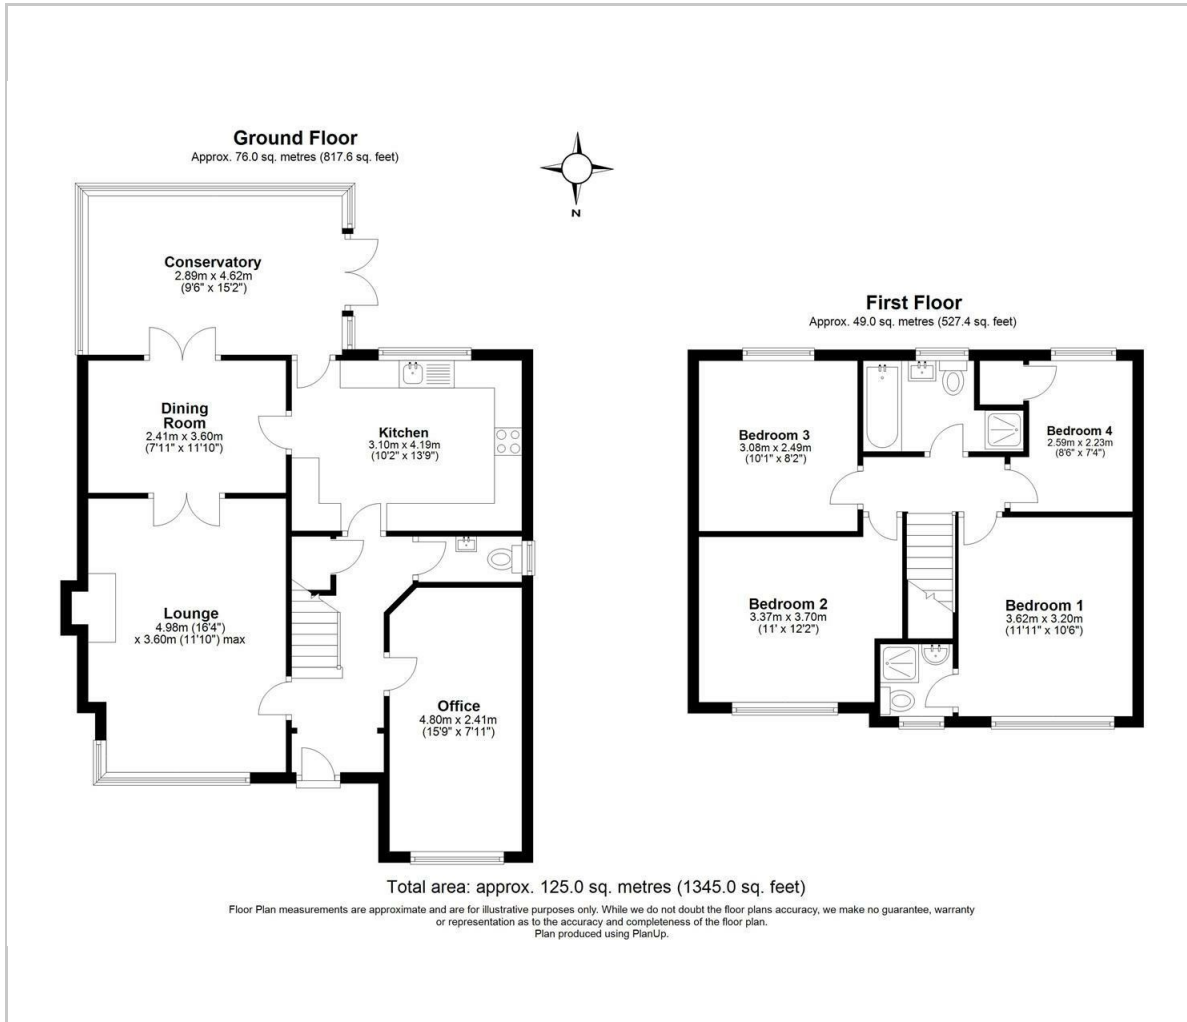 Ground Floor
Approx. 76.0 sq. metres (817.6 sq. feet)
N
Conservatory
2.89m x 4.62m
(9'6" x 15'2")
Dining
Room
2.41m x 3.60m
(7'11" x 11'10")
Kitchen
3.10m x 4.19m
(10'2" x 13'9")
Lounge
4.98m (16'4")
x 3.60m (11'10") max
Office
4.80m x 2.41m
(15'9" x 7'11")
First Floor
Approx. 49.0 sq. metres (527.4 sq. feet)
Bedroom 3
3.08m x 2.49m
(10'1" x 8'2")
Bedroom 4
2.59m x 2.23m
(8'6" x 7'4")
Bedroom 2
3.37m x 3.70m
(11' x 12'2")
Bedroom 1
3.62m x 3.20m
(11'11" x 10'6")
Total area: approx. 125.0 sq. metres (1345.0 sq. feet)
Floor Plan measurements are approximate and are for illustrative purposes only. While we do not doubt the floor plans accuracy, we make no guarantee, warranty
or representation as to the accuracy and completeness of the floor plan.
Plan produced using PlanUp.